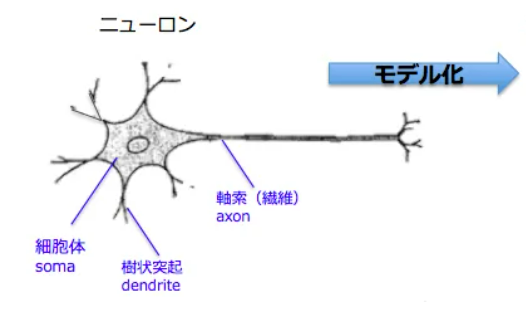 ニューロン
モデル化
軸索（繊維）
axon
細胞体
soma
樹状突起
dendrite